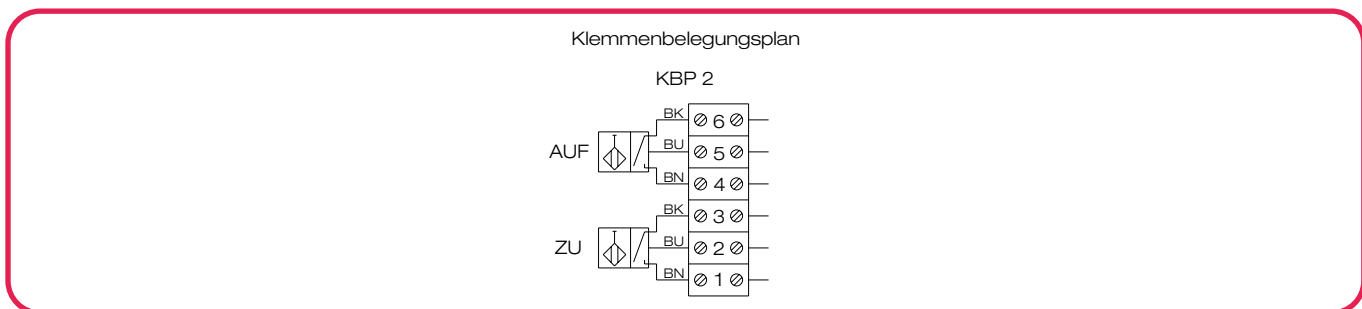 Klemmenbelegungsplan
KBP 2
BK 6
AUF BU 5
BN 4
BK 3
ZU BU 2
BN 1